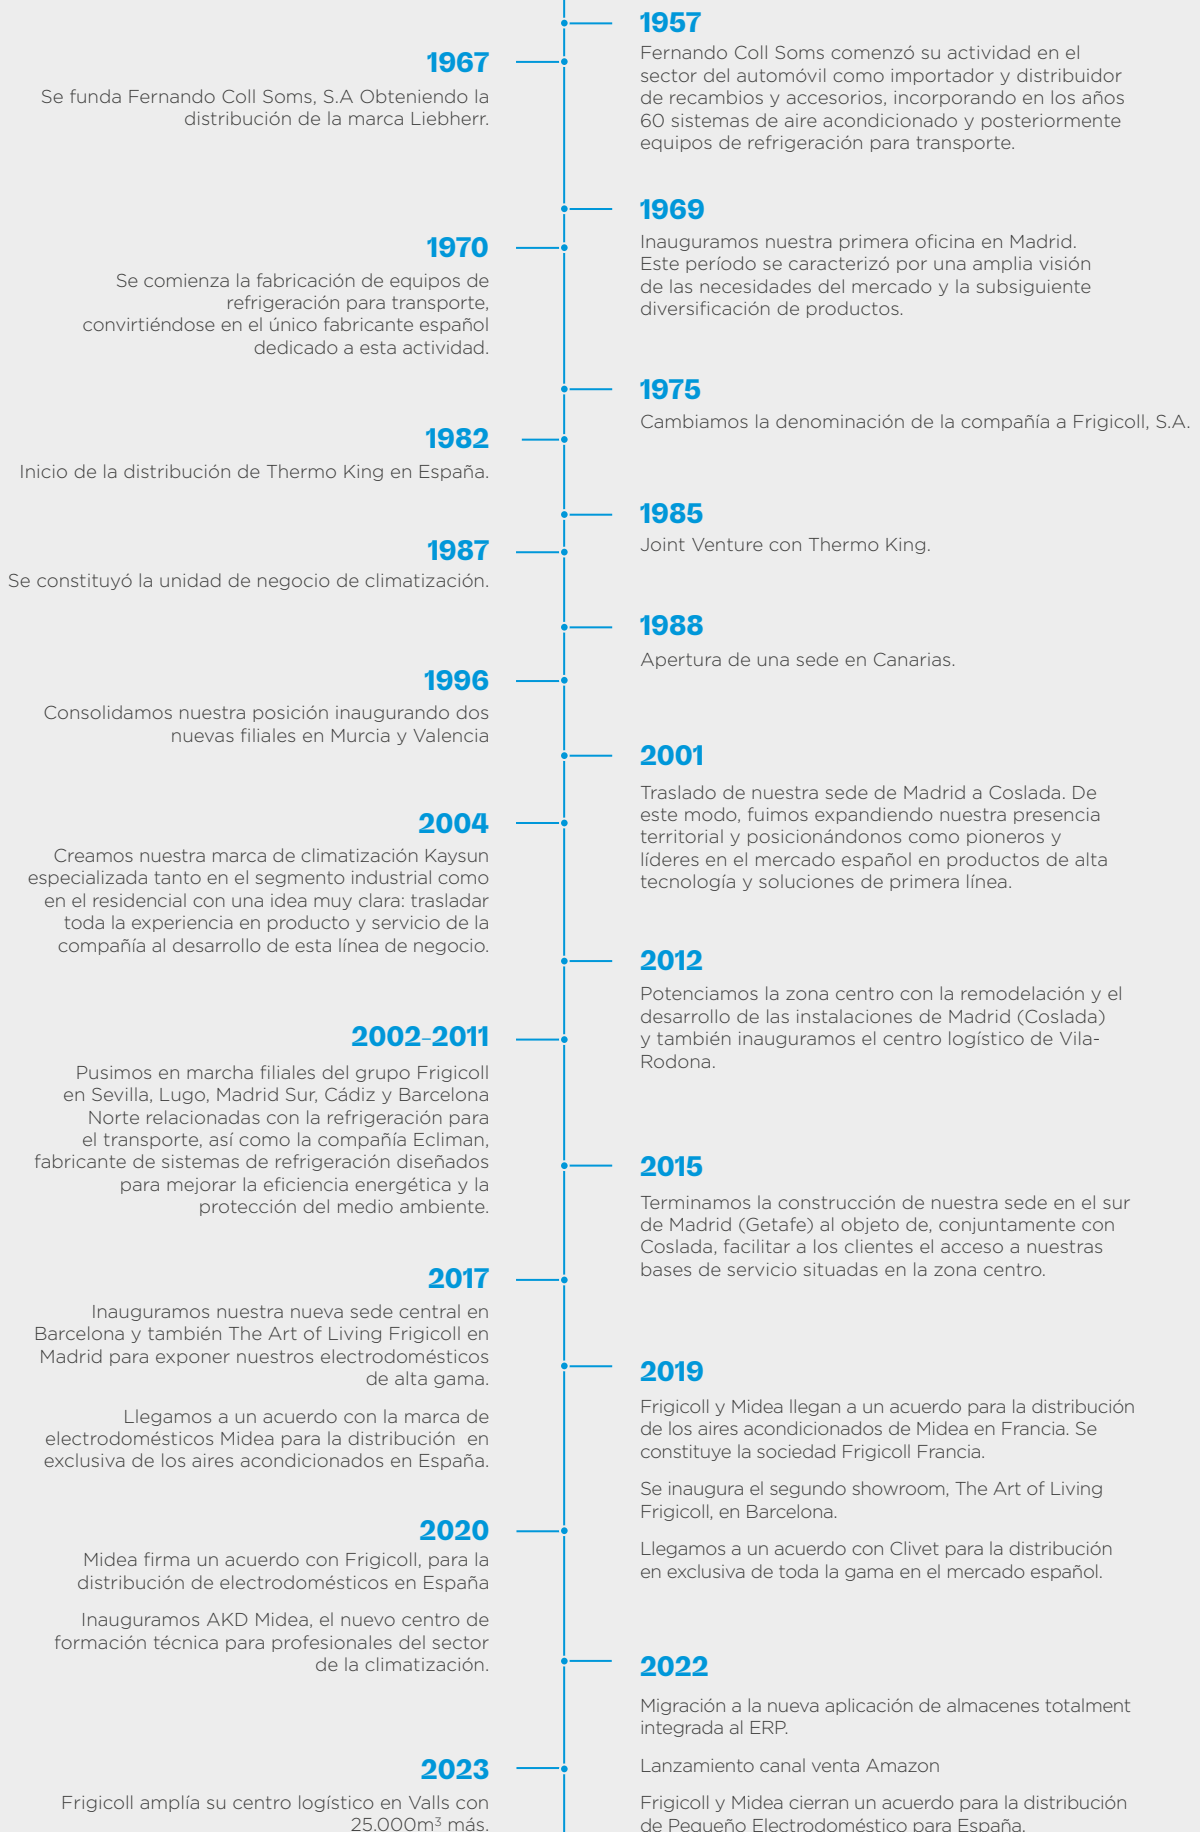 1957
Fernando Coll Soms comenzó su actividad en el
sector del automóvil como importador y distribuidor
de recambios y accesorios, incorporando en los años
60 sistemas de aire acondicionado y posteriormente
equipos de refrigeración para transporte.
1967
Se funda Fernando Coll Soms, S.A Obteniendo la
distribución de la marca Liebherr.
1969
Inauguramos nuestra primera oficina en Madrid.
Este período se caracterizó por una amplia visión
de las necesidades del mercado y la subsiguiente
diversificación de productos.
1970
Se comienza la fabricación de equipos de
refrigeración para transporte,
convirtiéndose en el único fabricante español
dedicado a esta actividad.
1975
Cambiamos la denominación de la compañía a Frigicoll, S.A.
1982
Inicio de la distribución de Thermo King en España.
1985
Joint Venture con Thermo King.
1987
Se constituyó la unidad de negocio de climatización.
1988
Apertura de una sede en Canarias.
1996
Consolidamos nuestra posición inaugurando dos
nuevas filiales en Murcia y Valencia
2001
Traslado de nuestra sede de Madrid a Coslada. De
este modo, fuimos expandiendo nuestra presencia
territorial y posicionándonos como pioneros y
líderes en el mercado español en productos de alta
tecnología y soluciones de primera línea.
2004
Creamos nuestra marca de climatización Kaysun
especializada tanto en el segmento industrial como
en el residencial con una idea muy clara: trasladar
toda la experiencia en producto y servicio de la
compañía al desarrollo de esta línea de negocio.
2012
Potenciamos la zona centro con la remodelación y el
desarrollo de las instalaciones de Madrid (Coslada)
y también inauguramos el centro logístico de Vila-
Rodona.
2002-2011
Pusimos en marcha filiales del grupo Frigicoll
en Sevilla, Lugo, Madrid Sur, Cádiz y Barcelona
Norte relacionadas con la refrigeración para
el transporte, así como la compañía Ecliman,
fabricante de sistemas de refrigeración diseñados
para mejorar la eficiencia energética y la
protección del medio ambiente.
2015
Terminamos la construcción de nuestra sede en el sur
de Madrid (Getafe) al objeto de, conjuntamente con
Coslada, facilitar a los clientes el acceso a nuestras
bases de servicio situadas en la zona centro.
2017
Inauguramos nuestra nueva sede central en
Barcelona y también The Art of Living Frigicoll en
Madrid para exponer nuestros electrodomésticos
de alta gama.
Llegamos a un acuerdo con la marca de
electrodomésticos Midea para la distribución en
exclusiva de los aires acondicionados en España.
2019
Frigicoll y Midea llegan a un acuerdo para la distribución
de los aires acondicionados de Midea en Francia. Se
constituye la sociedad Frigicoll Francia.
Se inaugura el segundo showroom, The Art of Living
Frigicoll, en Barcelona.
Llegamos a un acuerdo con Clivet para la distribución
en exclusiva de toda la gama en el mercado español.
2020
Midea firma un acuerdo con Frigicoll, para la
distribución de electrodomésticos en España
Inauguramos AKD Midea, el nuevo centro de
formación técnica para profesionales del sector
de la climatización.
2022
Migración a la nueva aplicación de almacenes totalment
integrada al ERP.
Lanzamiento canal venta Amazon
Frigicoll y Midea cierran un acuerdo para la distribución
de Pequeño Electrodoméstico para España.
2023
Frigicoll amplía su centro logístico en Valls con
25.000m³ más.